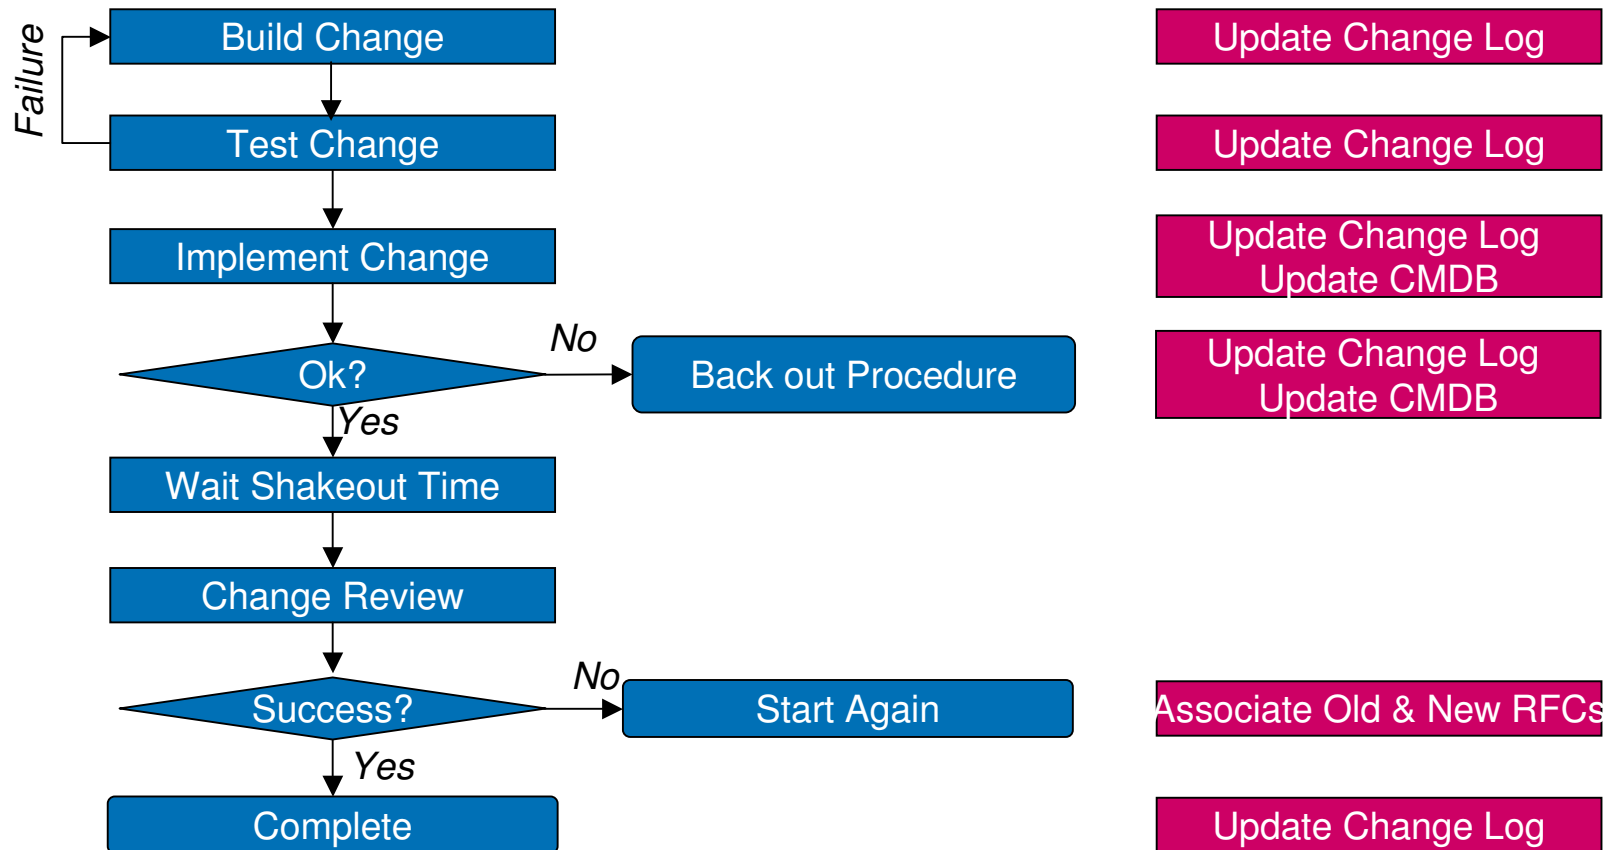 Failure
Build Change
Update Change Log
Test Change
Update Change Log
Implement Change
Update Change Log
Update CMDB
Ok?
No
Back out Procedure
Update Change Log
Update CMDB
Yes
Wait Shakeout Time
Change Review
Success?
No
Start Again
Associate Old & New RFCs
Yes
Complete
Update Change Log